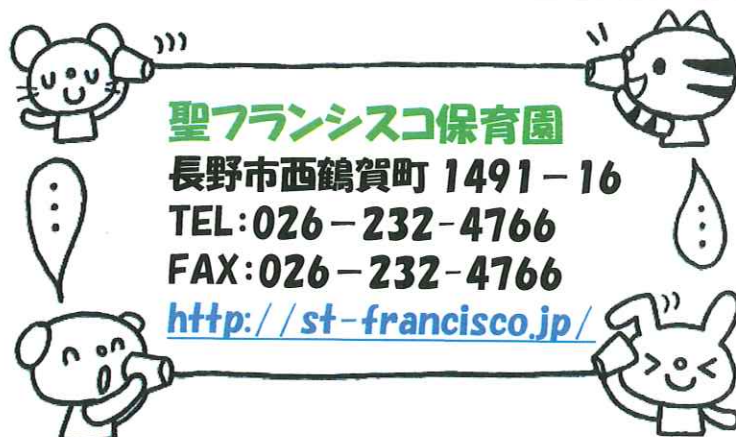 聖フランシスコ保育園
長野市西鶴賀町 1491－16
TEL:026－232-4766
FAX:026－232-4766
http://st-francisco.jp/